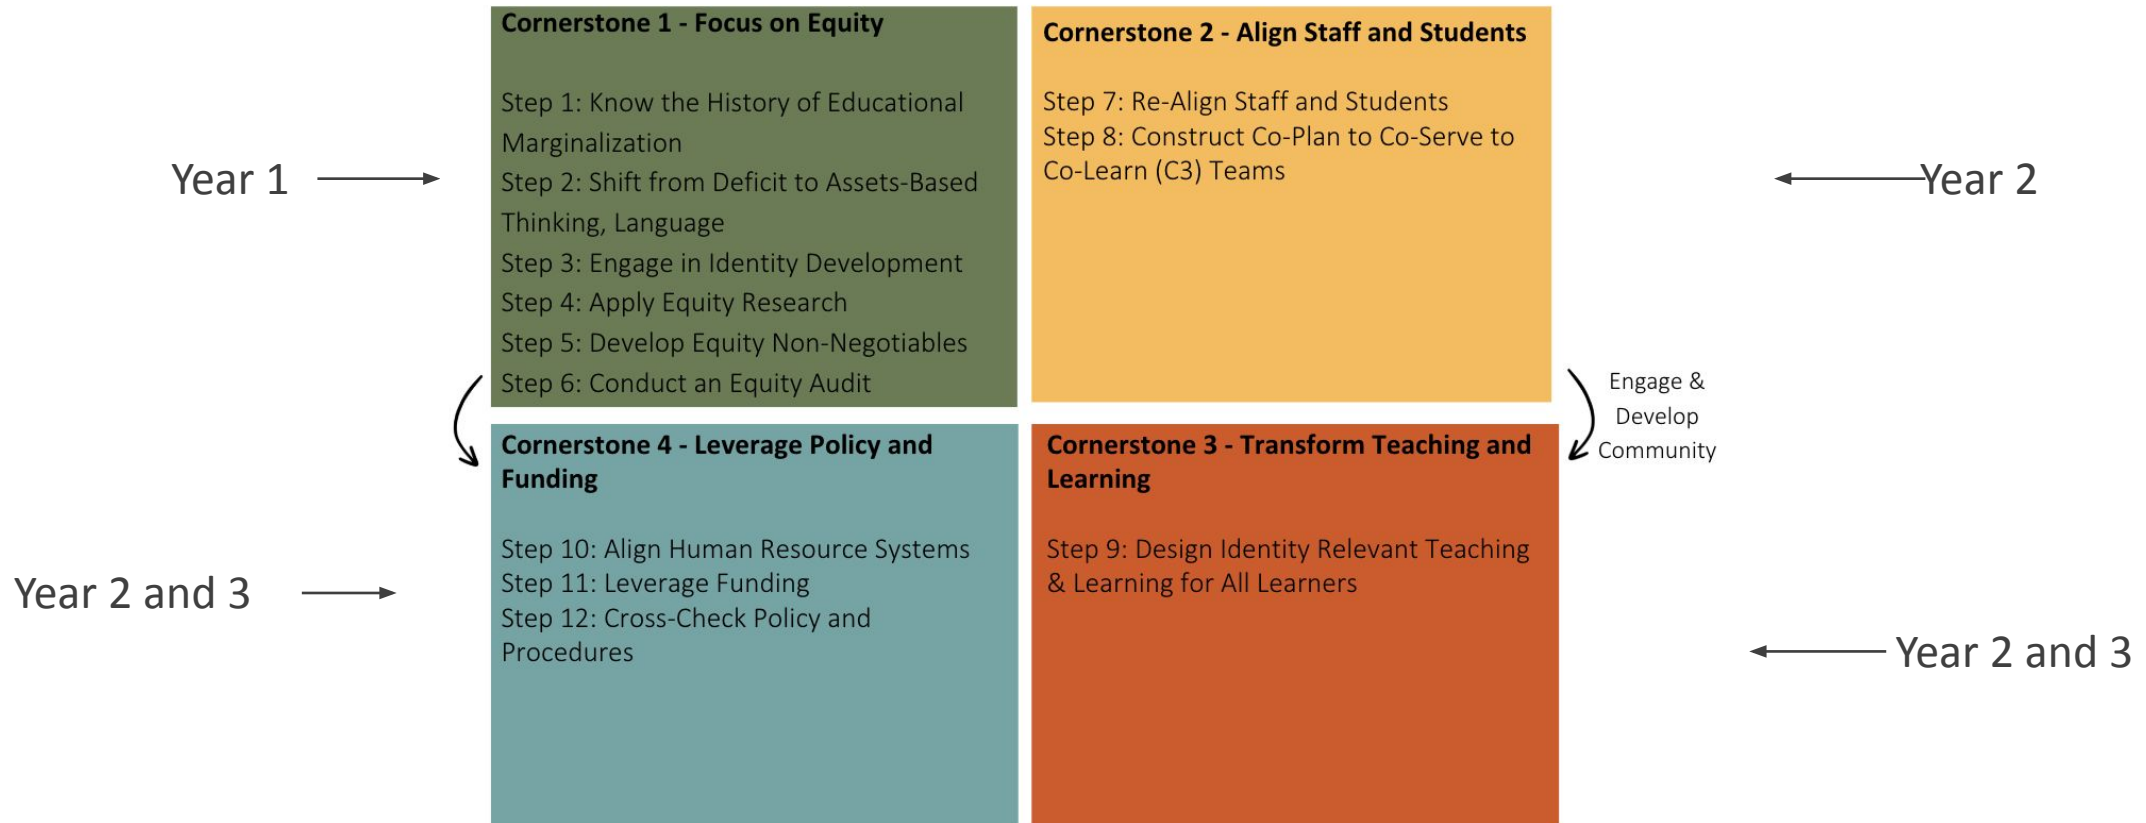 Cornerstone 1 - Focus on Equity
Step 1: Know the History of Educational
Marginalization
Step 2: Shift from Deficit to Assets-Based
Thinking, Language
Step 3: Engage in Identity Development
Step 4: Apply Equity Research
Step 5: Develop Equity Non-Negotiables
Step 6: Conduct an Equity Audit
Year 1
Cornerstone 2 - Align Staff and Students
Step 7: Re-Align Staff and Students
Step 8: Construct Co-Plan to Co-Serve to
Co-Learn (C3) Teams
Year 2
Engage &
Develop
Community
Cornerstone 4 - Leverage Policy and
Funding
Step 10: Align Human Resource Systems
Step 11: Leverage Funding
Step 12: Cross-Check Policy and
Procedures
Year 2 and 3
Cornerstone 3 - Transform Teaching and
Learning
Step 9: Design Identity Relevant Teaching
& Learning for All Learners
Year 2 and 3